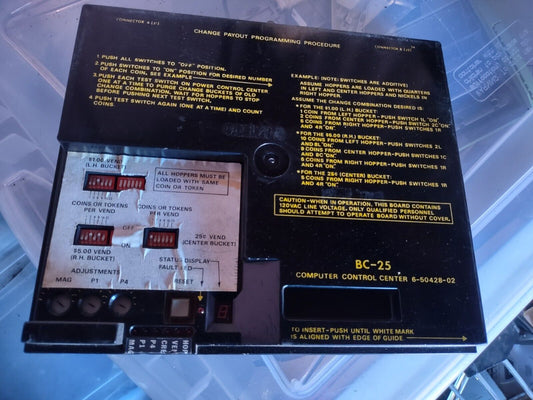 CONNECTOR 4 (J4)
CHANGE PAYOUT PROGRAMMING PROCEDURE
1. PUSH ALL SWITCHES TO "OFF" POSITION.
2. PUSH SWITCHES TO "ON" POSITION FOR DESIRED NUMBER
OF EACH COIN. SEE EXAMPLE
3. PUSH EACH TEST SWITCH ON POWER CONTROL CENTER
ONE AT A TIME) TO PURGE CHANGE BUCKETS OF OLD
CHANGE COMBINATION. WAIT FOR HOPPERS TO STOP
BEFORE PUSHING NEXT TEST SWITCH.
PUSH TEST SWITCH AGAIN (ONE AT A TIME) AND COUNT
COINS.
EXAMPLE: (NOTE: SWITCHES ARE ADDITIVE)
ASSUME HOPPERS ARE LOADED WITH QUARTERS
IN LEFT AND CENTER HOPPERS AND NICKELS IN
RIGHT HOPPER.
ASSUME THE CHANGE COMBINATION DESIRED IS:
• FOR THE $1.00 (L.H.) BUCKET:
1 COIN FROM LEFT HOPPER - PUSH SWITCH 1L "ON"
2 COINS FROM CENTER HOPPER - PUSH SWITCH 2C "ON"
5 COINS FROM RIGHT HOPPER - PUSH SWITCHES 1R
AND 4R "ON"
• FOR THE $5.00 (R.H.) BUCKET:
10 COINS FROM LEFT HOPPER - PUSH SWITCHES 2L
AND 8L "ON"
9 COINS FROM CENTER HOPPER - PUSH SWITCHES 1C
AND 8C "ON"
5 COINS FROM RIGHT HOPPER - PUSH SWITCHES 1R
AND 4R "ON".
• FOR THE 25¢ (CENTER) BUCKET:
5 COINS FROM RIGHT HOPPER - PUSH SWITCHES 1R
AND 4R "ON".
CAUTION - WHEN IN OPERATION, THIS BOARD CONTAINS
120VAC LINE VOLTAGE. ONLY QUALIFIED PERSONNEL
SHOULD ATTEMPT TO OPERATE BOARD WITHOUT COVER.
$1.00 VEND
(L.H. BUCKET)
ALL HOPPERS MUST BE
LOADED WITH SAME
COIN OR TOKEN
COINS OR TOKENS
PER VEND
COINS OR TOKENS
PER VEND
OFF
ON
25¢ VEND
(CENTER BUCKET)
$5.00 VEND
(R.H. BUCKET)
STATUS DISPLAY
FAULT LED
ADJUSTMENTS
RESET
MAG
P1
P4
BC-25
COMPUTER CONTROL CENTER 6-50428-02
TO INSERT - PUSH UNTIL WHITE MARK
IS ALIGNED WITH EDGE OF GUIDE
MAG
P1
P4